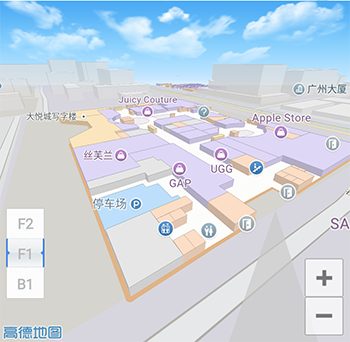 Juicy Couture
广州大厦
大悦城写字楼
?
Apple Store
丝芙兰
UGG
GAP
停车场
P
SA
F2
F1
B1
+
−
高德地圖